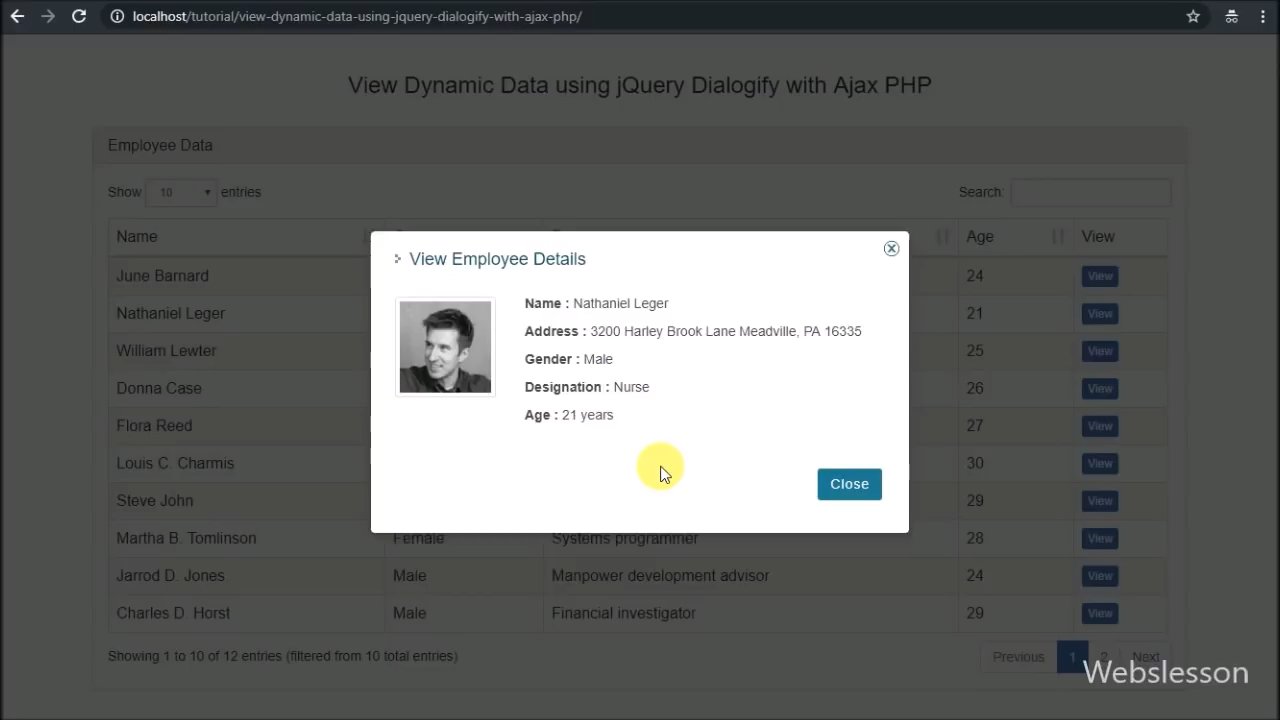 localhost/tutorial/view-dynamic-data-using-jquery-dialogify-with-ajax-php/
View Dynamic Data using jQuery Dialogify with Ajax PHP
Employee Data
Show 10 entries Search:
Name Age View
View Employee Details
Name : Nathaniel Leger
Address : 3200 Harley Brook Lane Meadville, PA 16335
Gender : Male
Designation : Nurse
Age : 21 years
Close
June Barnard 24 View
Nathaniel Leger 21 View
William Lewter 25 View
Donna Case 26 View
Flora Reed 27 View
Louis C. Charmis 30 View
Steve John 29 View
Martha B. Tomlinson Female Systems programmer 28 View
Jarrod D. Jones Male Manpower development advisor 24 View
Charles D. Horst Male Financial investigator 29 View
Showing 1 to 10 of 12 entries (filtered from 10 total entries) Previous 1 2 Next
Webslesson